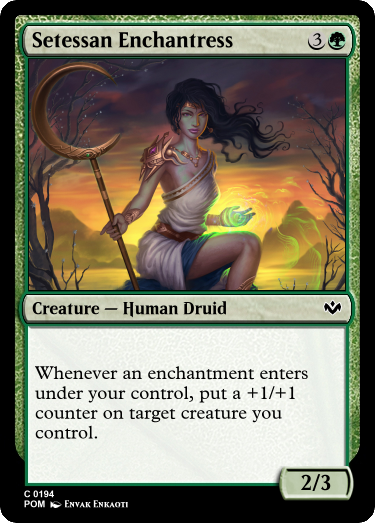 Setessan Enchantress 3
Creature — Human Druid
Whenever an enchantment enters
under your control, put a +1/+1
counter on target creature you
control.
2/3
C 0194
POM Envak Enkaoti